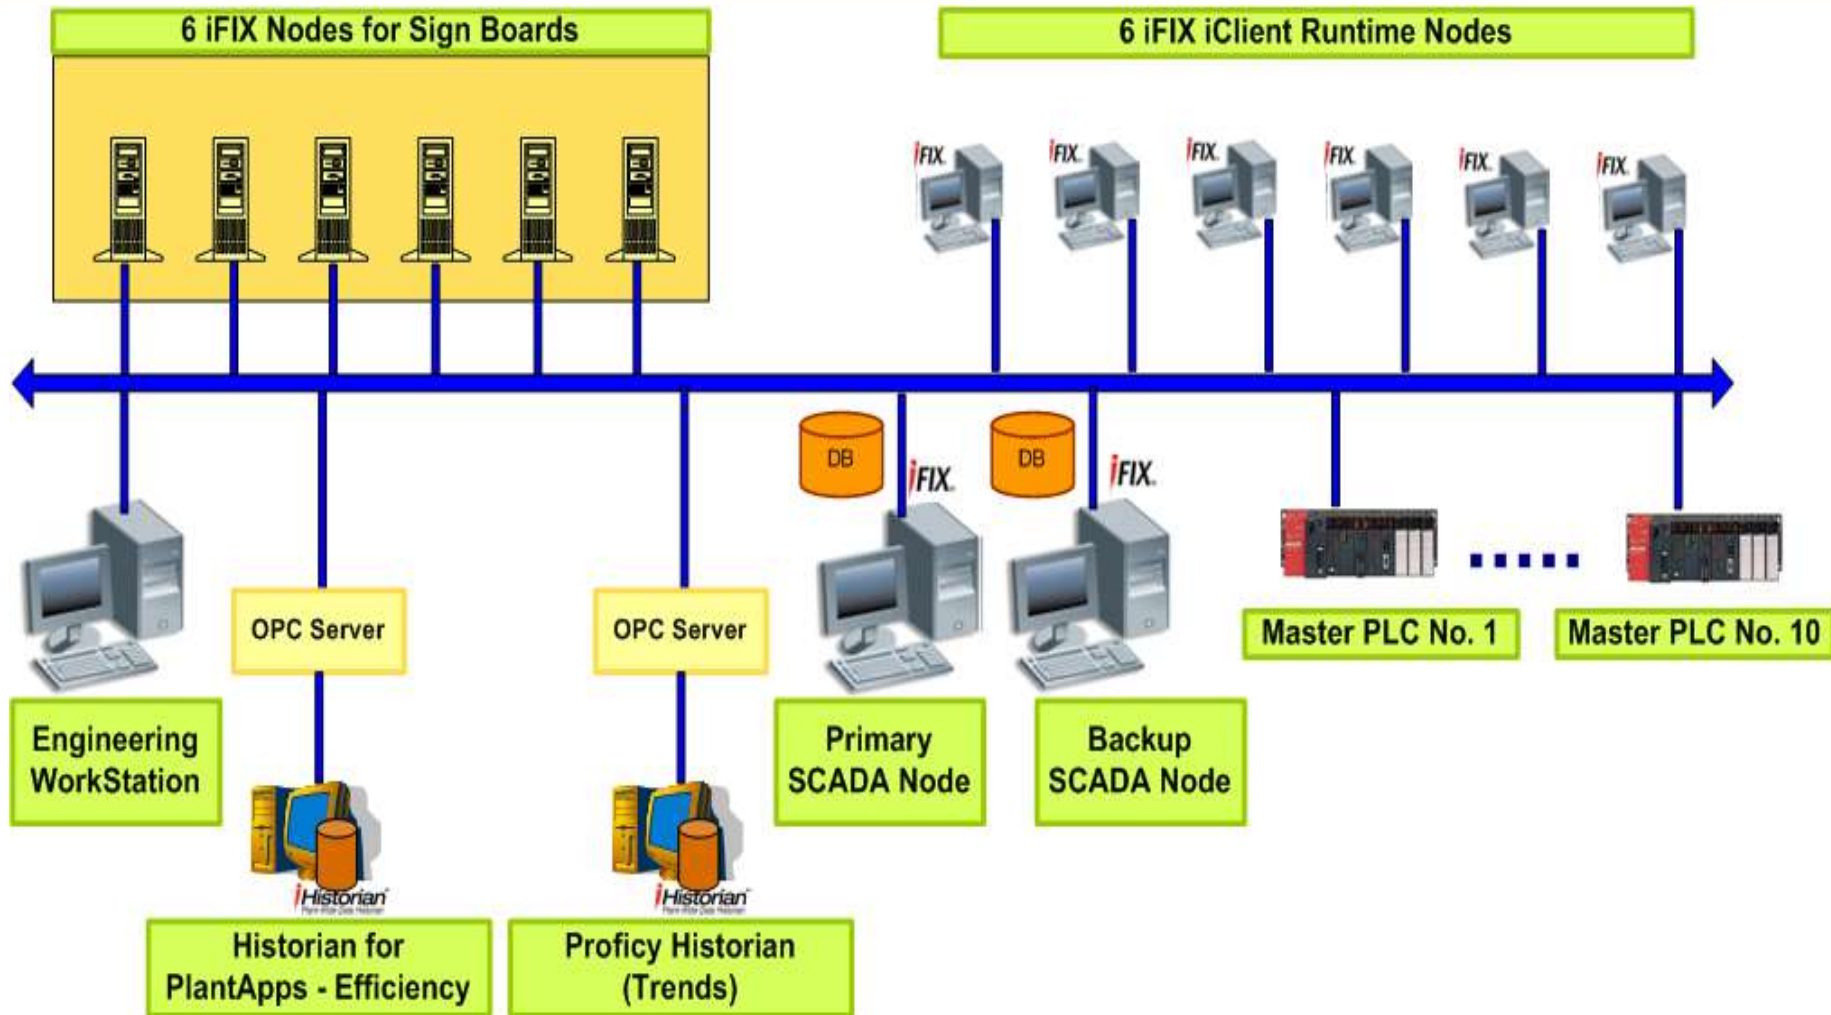 6 iFIX Nodes for Sign Boards
6 iFIX iClient Runtime Nodes
iFIX.
iFIX.
iFIX.
iFIX.
iFIX.
iFIX.
DB
iFIX.
DB
iFIX.
OPC Server
OPC Server
Master PLC No. 1
Master PLC No. 10
Engineering
WorkStation
Primary
SCADA Node
Backup
SCADA Node
iHistorian
iHistorian
Historian for
PlantApps - Efficiency
Proficy Historian
(Trends)